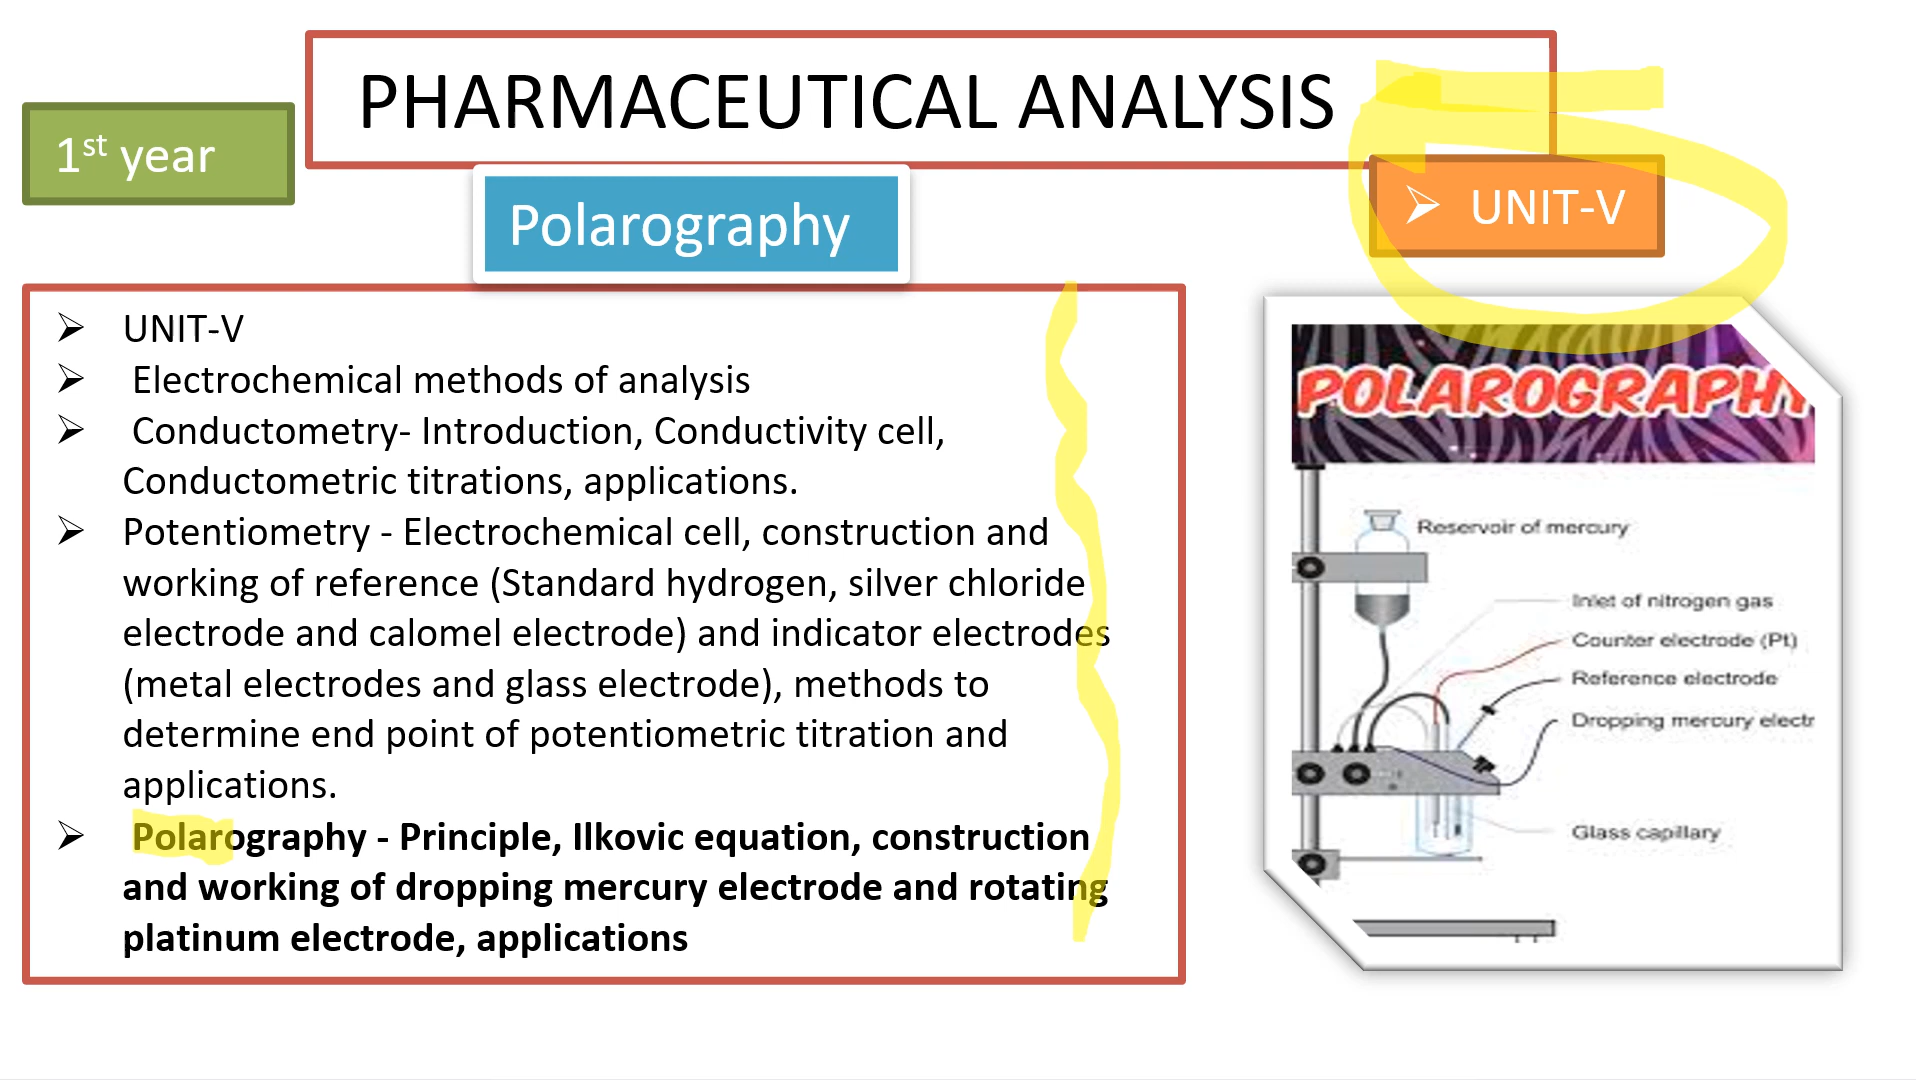 PHARMACEUTICAL ANALYSIS
1st year
➢ UNIT-V
Polarography
➢ UNIT-V
➢ Electrochemical methods of analysis
➢ Conductometry- Introduction, Conductivity cell,
Conductometric titrations, applications.
➢ Potentiometry - Electrochemical cell, construction and
working of reference (Standard hydrogen, silver chloride
electrode and calomel electrode) and indicator electrodes
(metal electrodes and glass electrode), methods to
determine end point of potentiometric titration and
applications.
➢ Polarography - Principle, Ilkovic equation, construction
and working of dropping mercury electrode and rotating
platinum electrode, applications
POLAROGRAPHY
Reservoir of mercury
Inlet of nitrogen gas
Counter electrode (Pt)
Reference electrode
Dropping mercury electr
Glass capillary